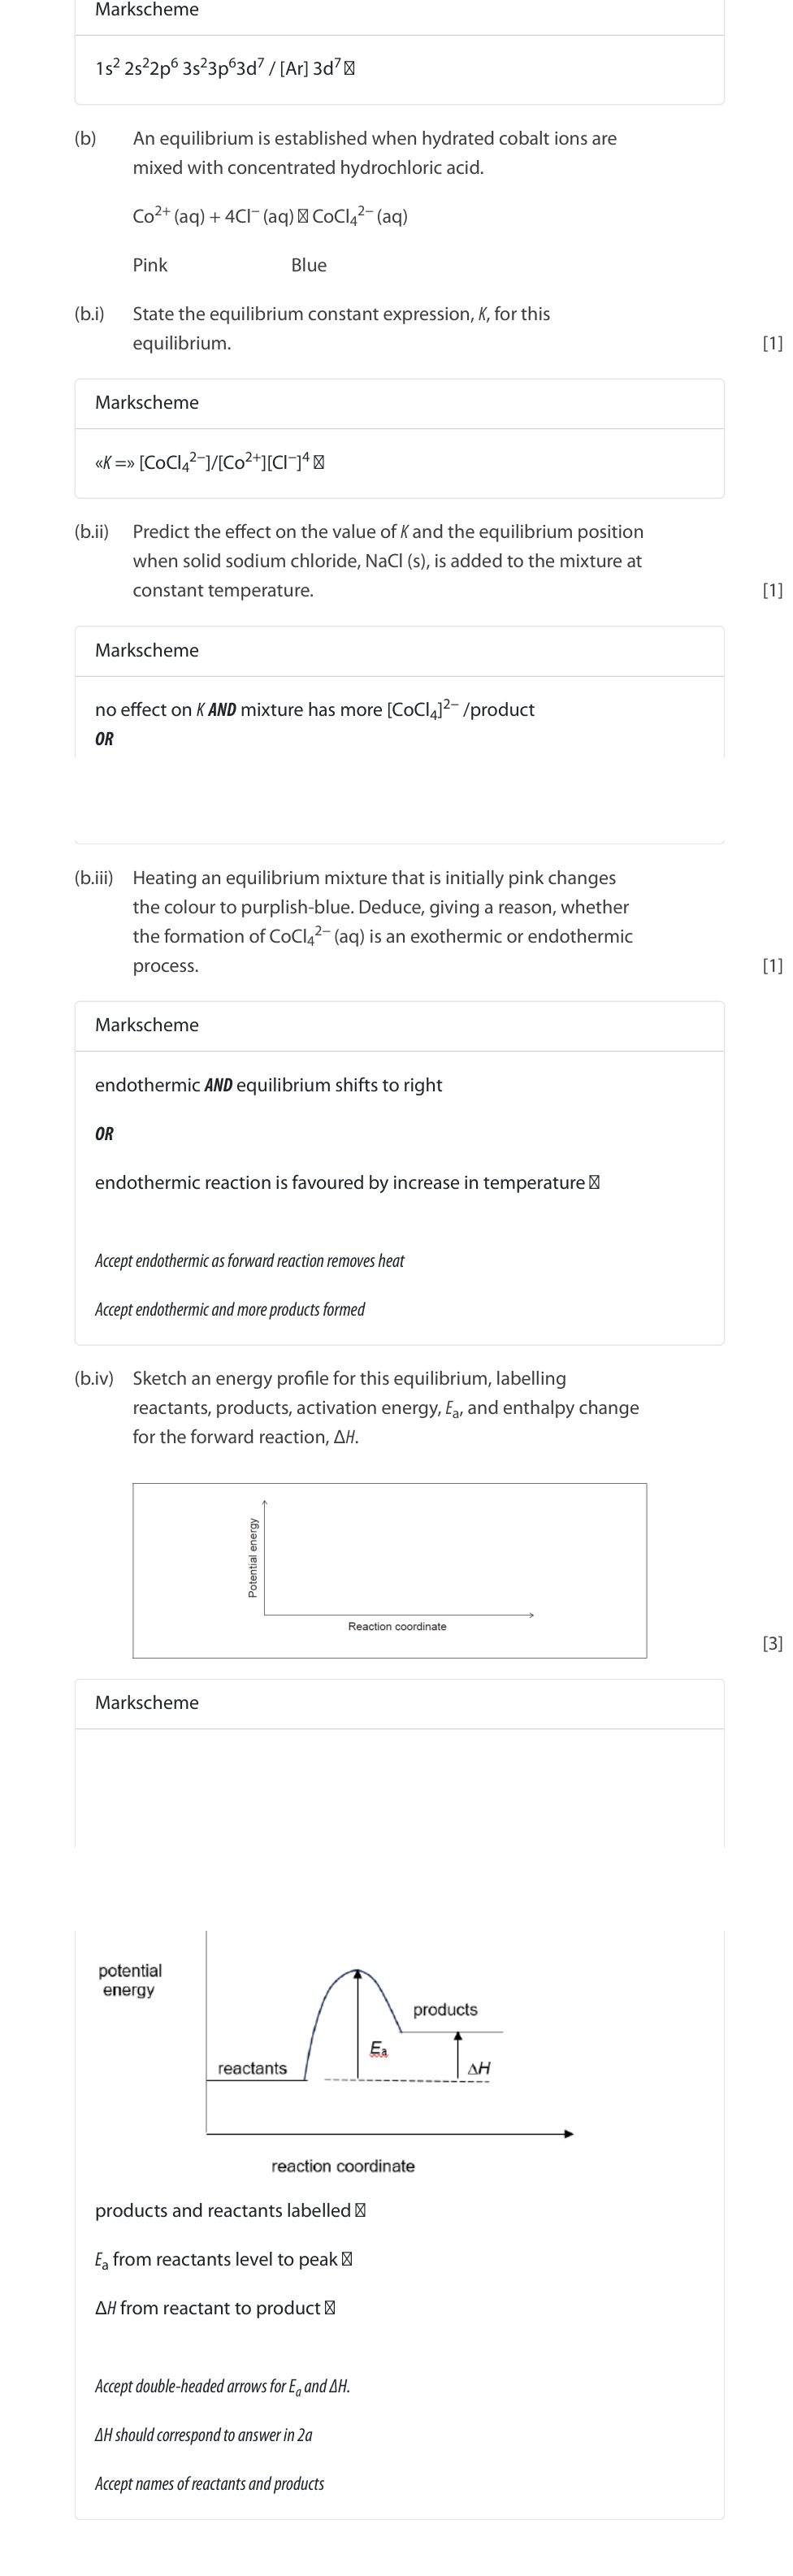 Markscheme
1s² 2s²2p⁶ 3s²3p⁶3d⁷ / [Ar] 3d⁷ 
(b) An equilibrium is established when hydrated cobalt ions are
mixed with concentrated hydrochloric acid.
Co²⁺ (aq) + 4Cl⁻ (aq)  CoCl₄²⁻ (aq)
Pink Blue
(b.i) State the equilibrium constant expression, K, for this
equilibrium. [1]
Markscheme
«K =» [CoCl₄²⁻]/[Co²⁺][Cl⁻]⁴ 
(b.ii) Predict the effect on the value of K and the equilibrium position
when solid sodium chloride, NaCl (s), is added to the mixture at
constant temperature. [1]
Markscheme
no effect on K AND mixture has more [CoCl₄]²⁻ /product
OR
(b.iii) Heating an equilibrium mixture that is initially pink changes
the colour to purplish-blue. Deduce, giving a reason, whether
the formation of CoCl₄²⁻ (aq) is an exothermic or endothermic
process. [1]
Markscheme
endothermic AND equilibrium shifts to right
OR
endothermic reaction is favoured by increase in temperature 
Accept endothermic as forward reaction removes heat
Accept endothermic and more products formed
(b.iv) Sketch an energy profile for this equilibrium, labelling
reactants, products, activation energy, Eₐ, and enthalpy change
for the forward reaction, ΔH.
Potential energy
Reaction coordinate
[3]
Markscheme
potential
energy
products
Eₐ
reactants
ΔH
reaction coordinate
products and reactants labelled 
Eₐ from reactants level to peak 
ΔH from reactant to product 
Accept double-headed arrows for Eₐ and ΔH.
ΔH should correspond to answer in 2a
Accept names of reactants and products